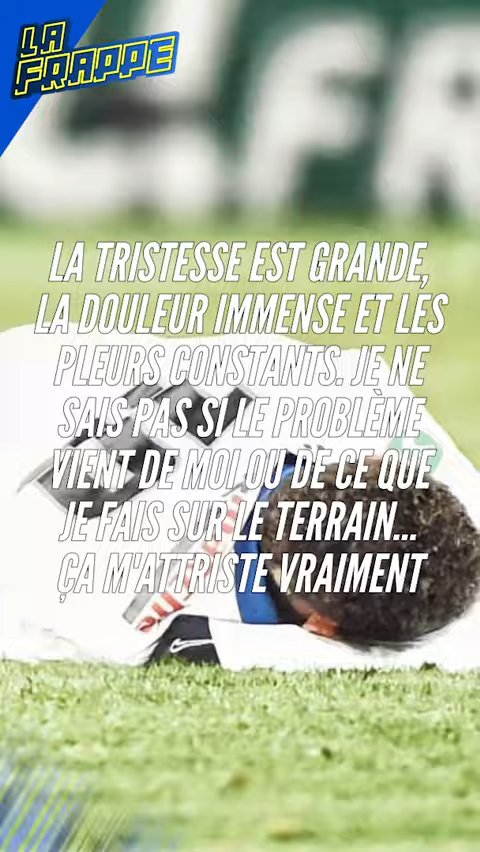 LA
FRAPPE
LA TRISTESSE EST GRANDE,
LA DOULEUR IMMENSE ET LES
PLEURS CONSTANTS. JE NE
SAIS PAS SI LE PROBLÈME
VIENT DE MOI OU DE CE QUE
JE FAIS SUR LE TERRAIN...
ÇA M'ATTRISTE VRAIMENT